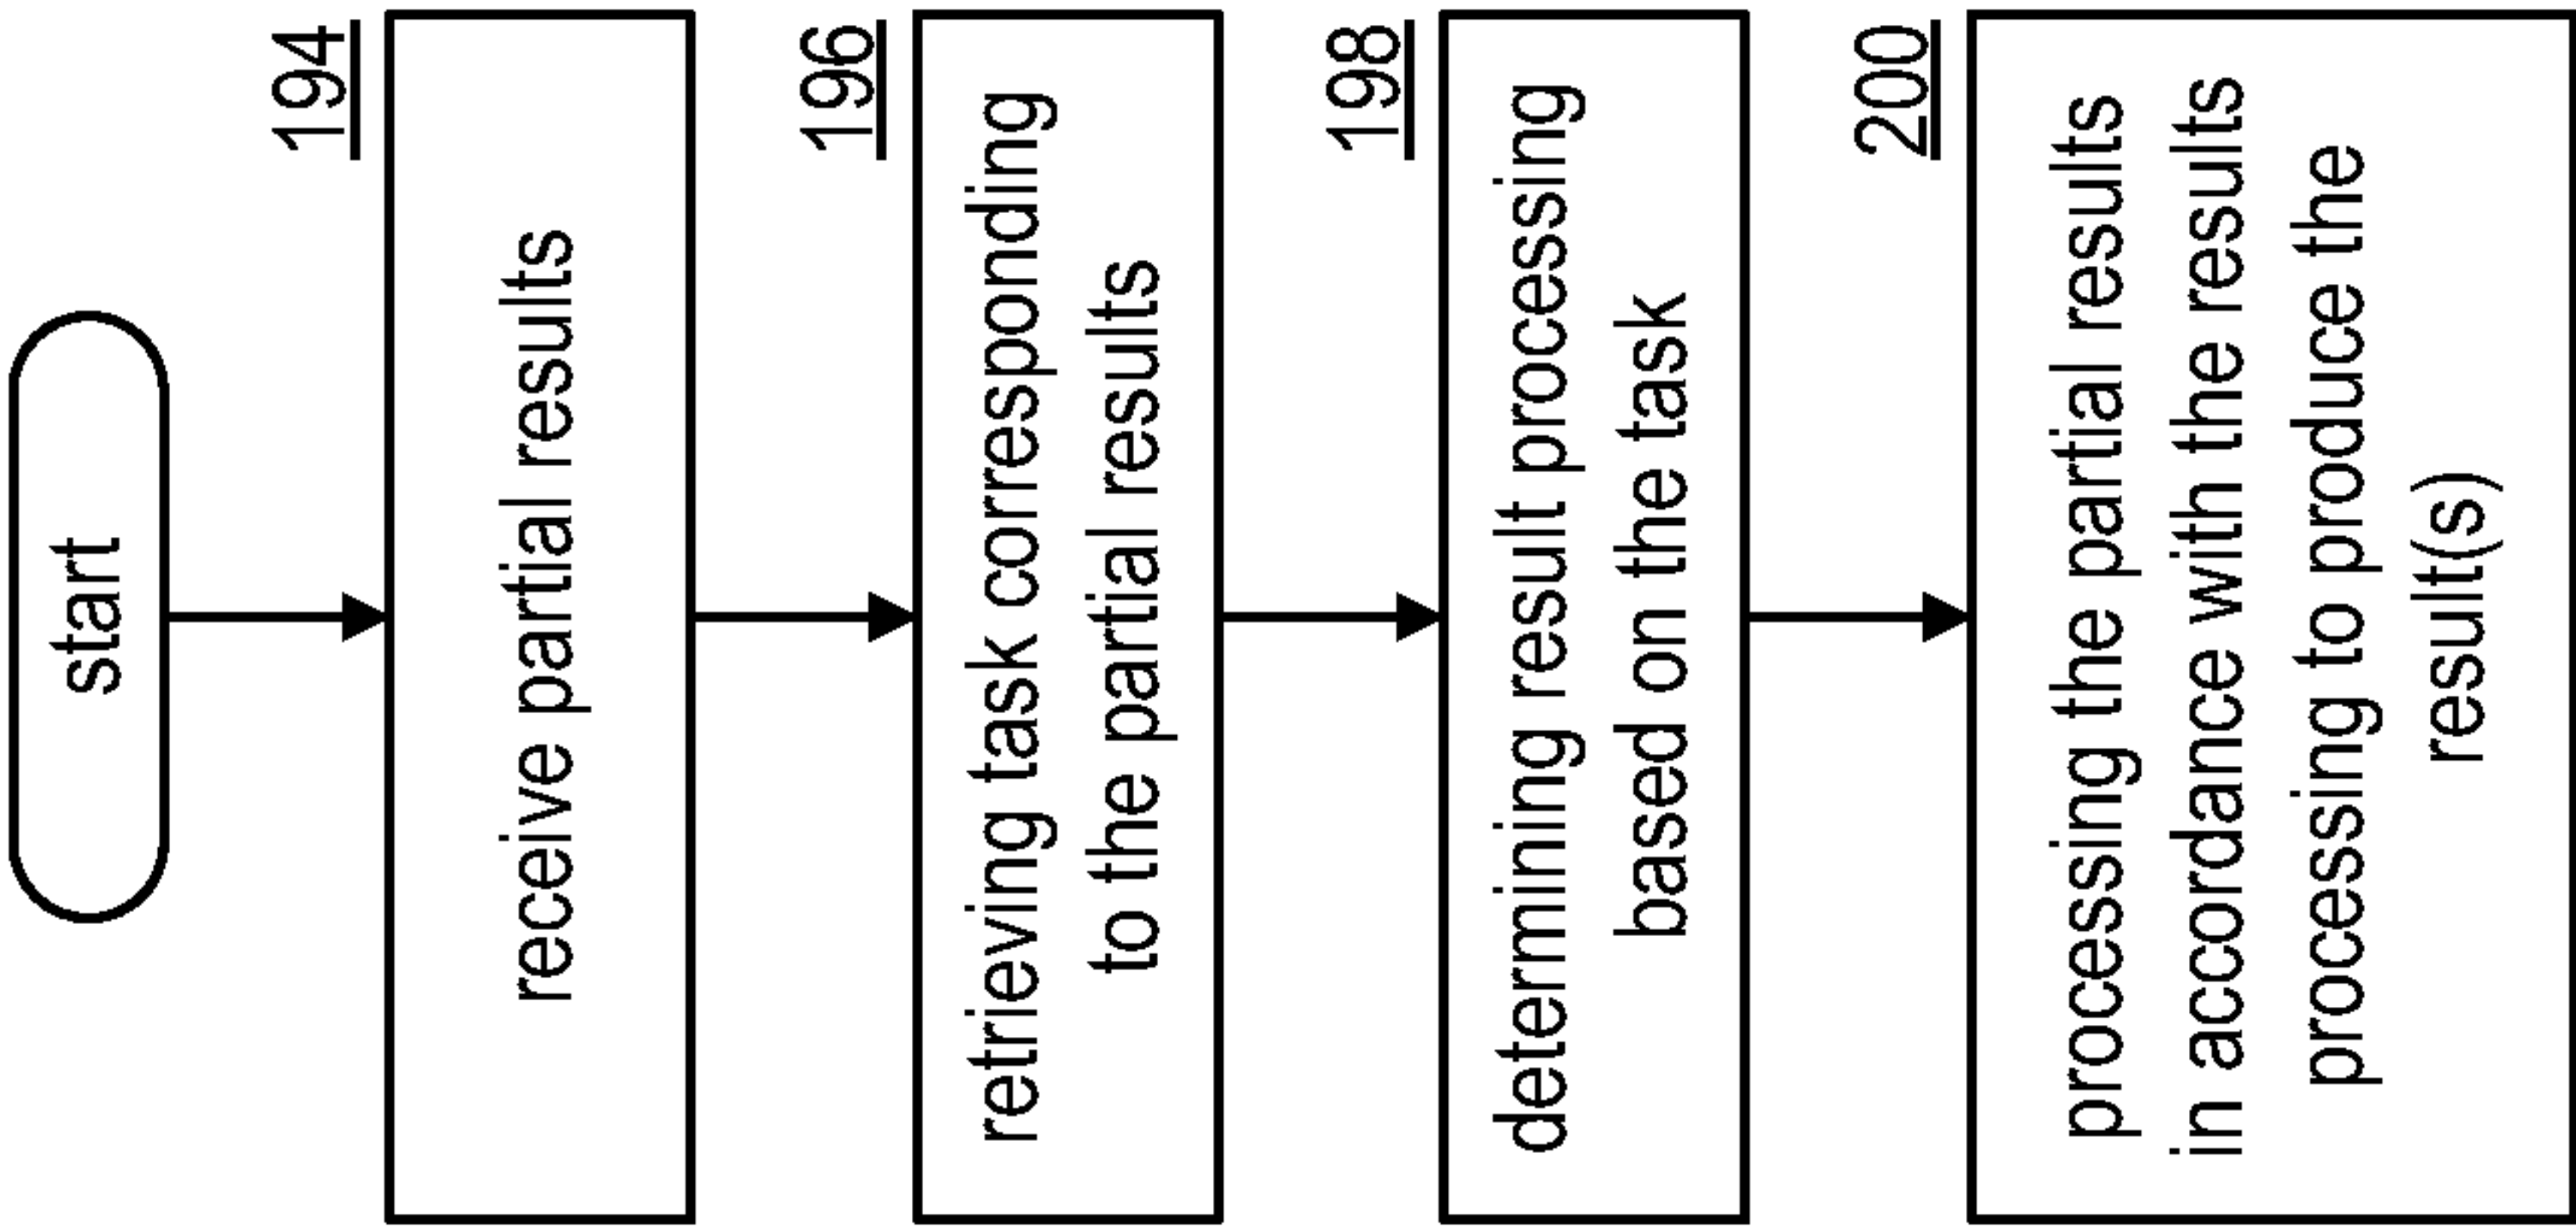 start
194
receive partial results
196
retrieving task corresponding
to the partial results
198
determining result processing
based on the task
200
processing the partial results
in accordance with the results
processing to produce the
result(s)